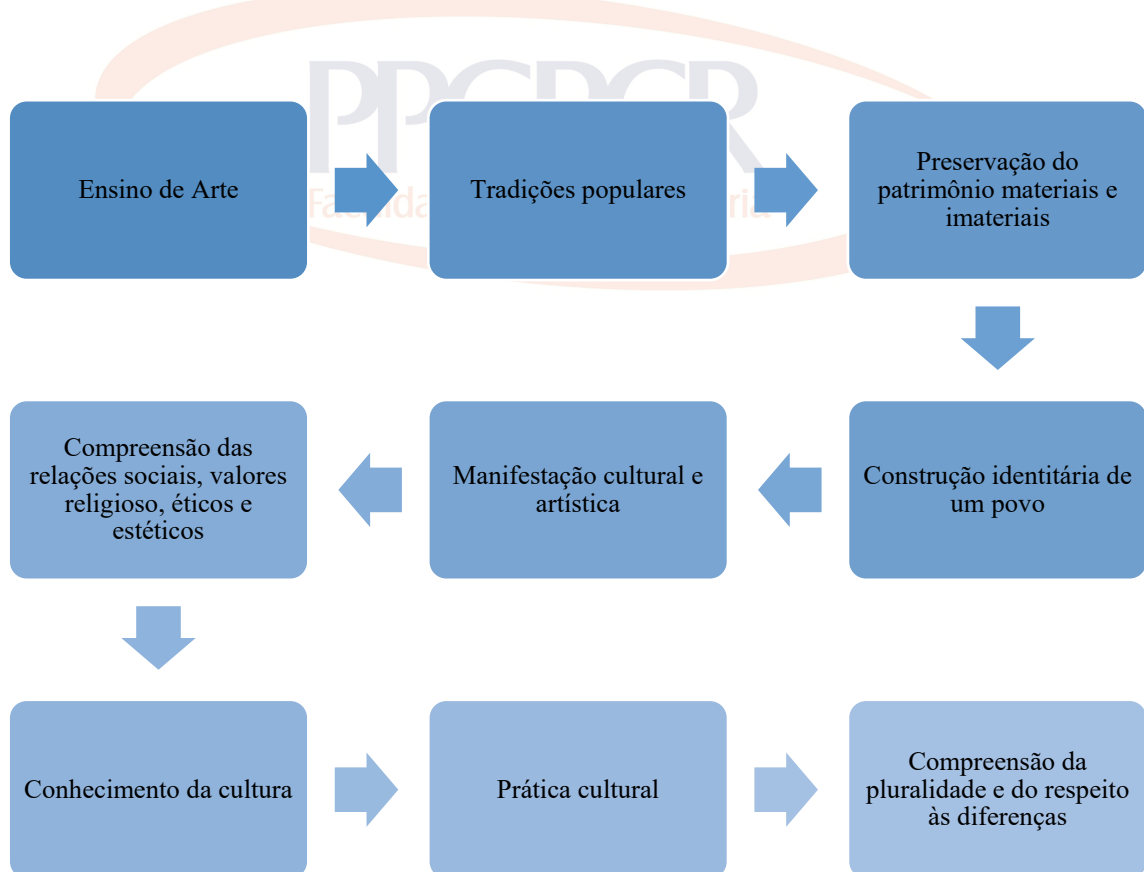 PPGPCR
Ensino de Arte
Tradições populares
Preservação do
patrimônio materiais e
imateriais
Construção identitária de
um povo
Manifestação cultural e
artística
Compreensão das
relações sociais, valores
religioso, éticos e
estéticos
Conhecimento da cultura
Prática cultural
Compreensão da
pluralidade e do respeito
às diferenças